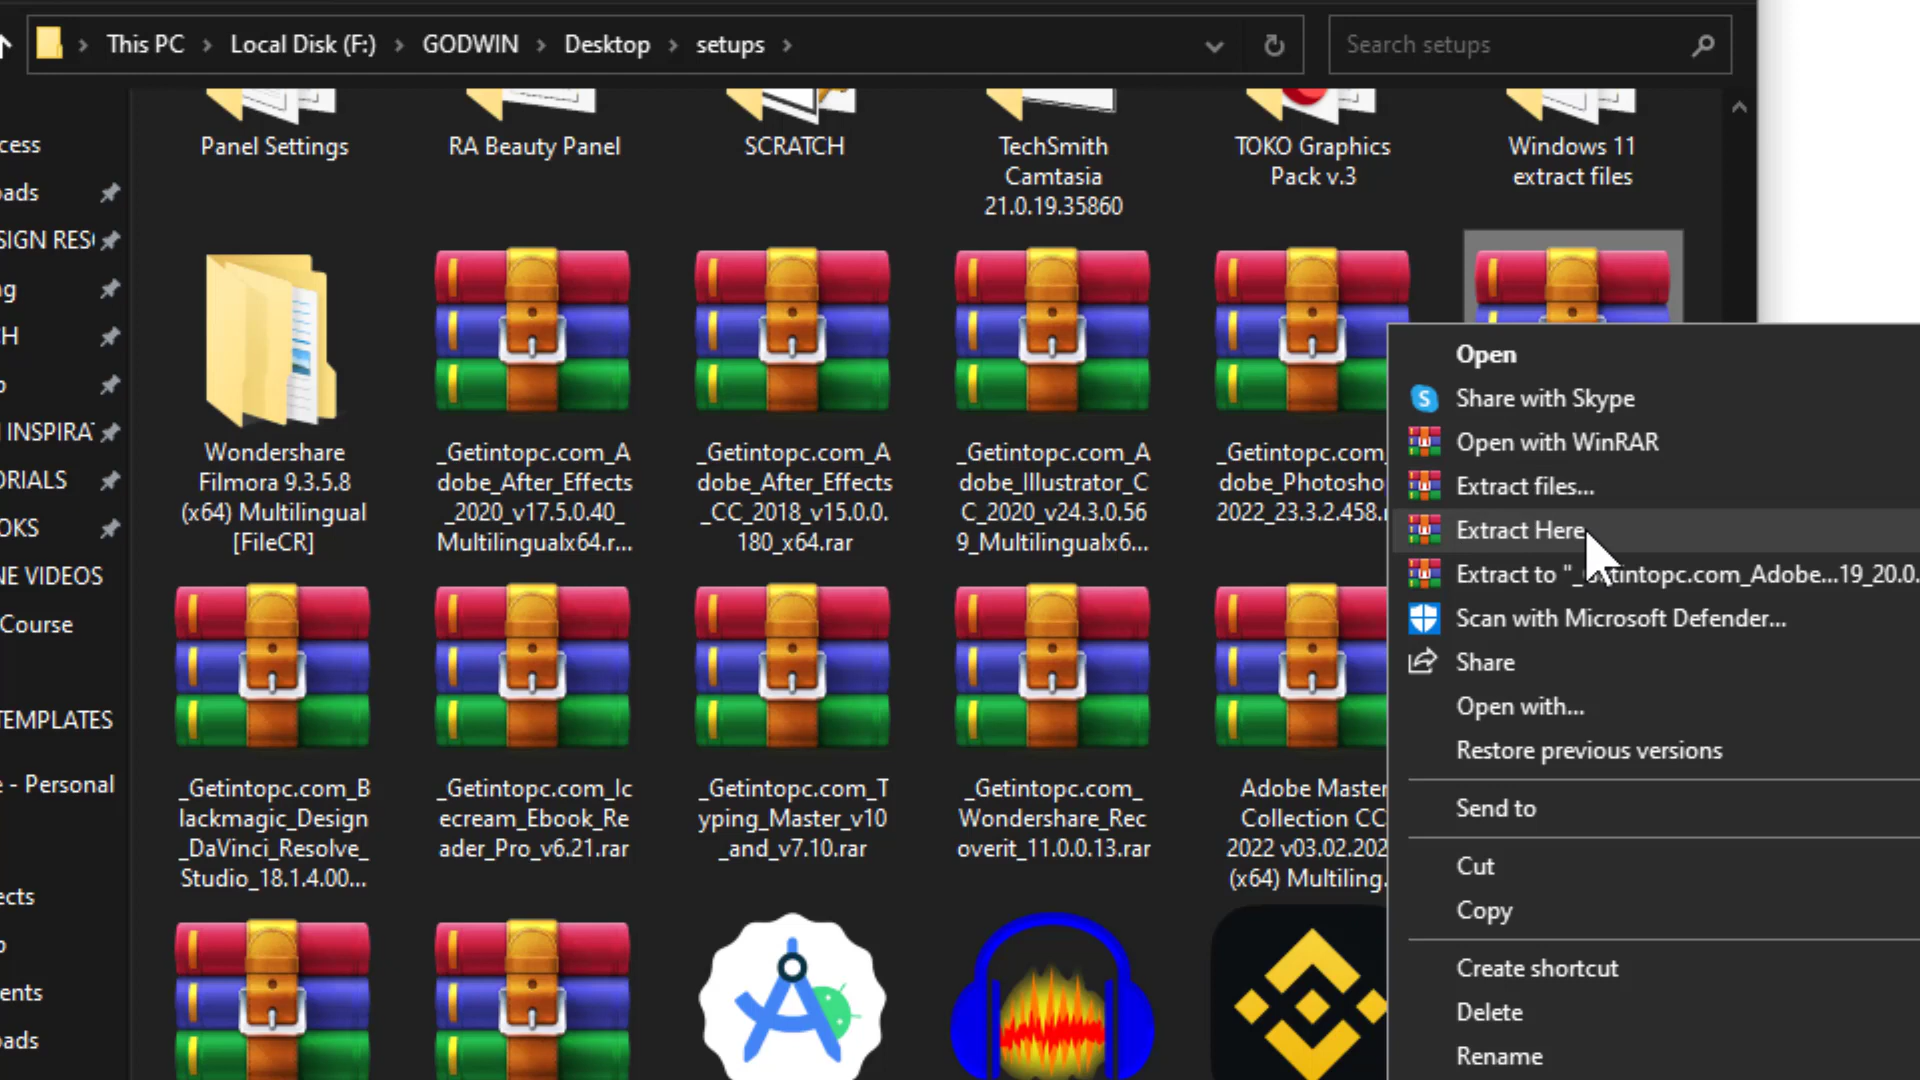 This PC
Local Disk (F:)
GODWIN
Desktop
setups
Search setups
cess
ads
SIGN RES
ng
H
INSPIRA
ORIALS
OKS
NE VIDEOS
Course
TEMPLATES
- Personal
ects
ents
ads
Panel Settings
RA Beauty Panel
SCRATCH
TechSmith
Camtasia
21.0.19.35860
TOKO Graphics
Pack v.3
Windows 11
extract files
Wondershare
Filmora 9.3.5.8
(x64) Multilingual
[FileCR]
_Getintopc.com_A
dobe_After_Effects
_2020_v17.5.0.40_
Multilingualx64.r...
_Getintopc.com_A
dobe_After_Effects
_CC_2018_v15.0.0.
180_x64.rar
_Getintopc.com_A
dobe_Illustrator_C
C_2020_v24.3.0.56
9_Multilingualx6...
_Getintopc.com_
dobe_Photosho
2022_23.3.2.458.r
_Getintopc.com_B
lackmagic_Design
_DaVinci_Resolve_
Studio_18.1.4.00...
_Getintopc.com_Ic
ecream_Ebook_Re
ader_Pro_v6.21.rar
_Getintopc.com_T
yping_Master_v10
_and_v7.10.rar
_Getintopc.com_
Wondershare_Rec
overit_11.0.0.13.rar
Adobe Master
Collection CC
2022 v03.02.202
(x64) Multiling.
Open
Share with Skype
Open with WinRAR
Extract files...
Extract Here
Extract to "_Getintopc.com_Adobe...19_20.0.
Scan with Microsoft Defender...
Share
Open with...
Restore previous versions
Send to
Cut
Copy
Create shortcut
Delete
Rename